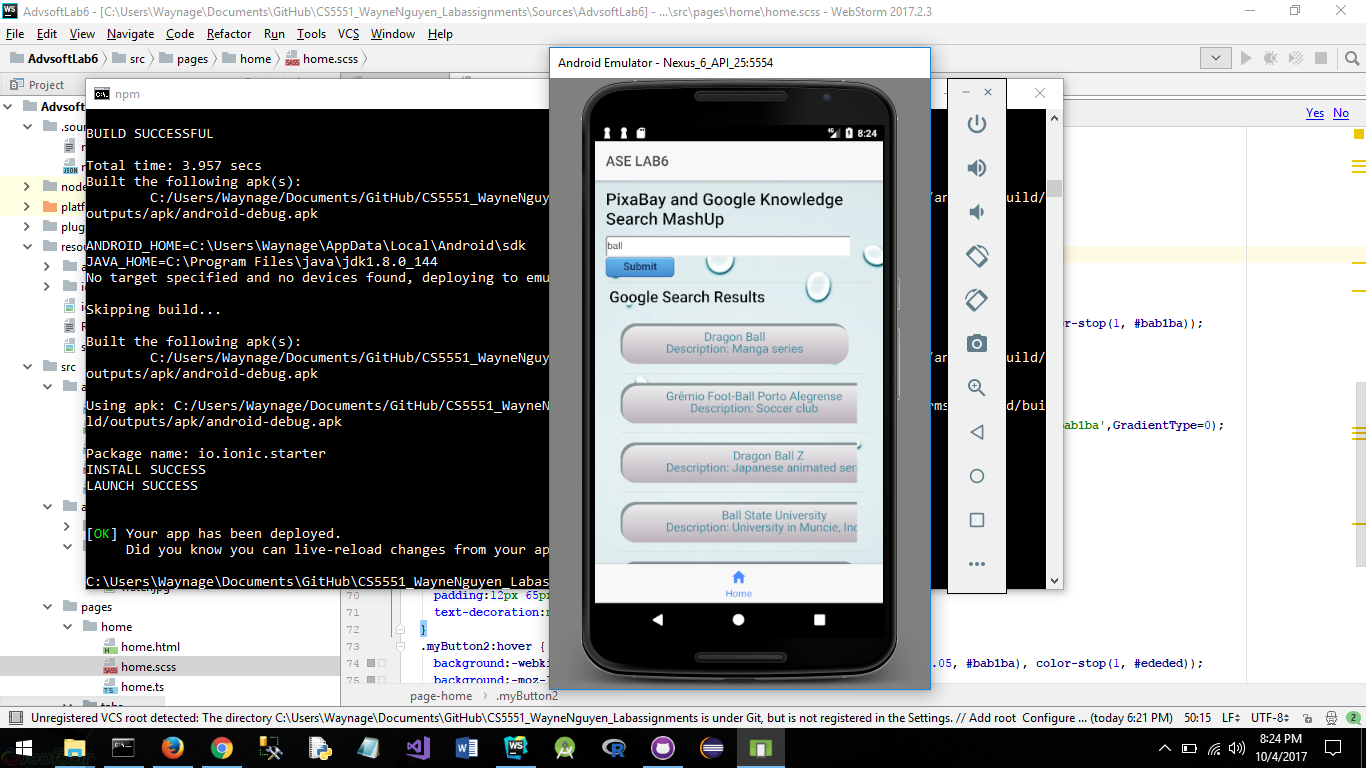 AdvsoftLab6 - [C:\Users\Waynage\Documents\GitHub\CS5551_WayneNguyen_Labassignments\Sources\AdvsoftLab6] - ...\src\pages\home\home.scss - WebStorm 2017.2.3
File Edit View Navigate Code Refactor Run Tools VCS Window Help
AdvsoftLab6 src pages home home.scss
Project
Yes No
Advsoft
.sour
JSON
node
platf
plug
resou
src
pages
home
home.html
home.scss
home.ts
npm
BUILD SUCCESSFUL
Total time: 3.957 secs
Built the following apk(s):
C:/Users/Waynage/Documents/GitHub/CS5551_WayneNguy
outputs/apk/android-debug.apk
ANDROID_HOME=C:\Users\Waynage\AppData\Local\Android\sdk
JAVA_HOME=C:\Program Files\java\jdk1.8.0_144
No target specified and no devices found, deploying to emu
Skipping build...
Built the following apk(s):
C:/Users/Waynage/Documents/GitHub/CS5551_WayneNguy
outputs/apk/android-debug.apk
Using apk: C:/Users/Waynage/Documents/GitHub/CS5551_WayneN
ld/outputs/apk/android-debug.apk
Package name: io.ionic.starter
INSTALL SUCCESS
LAUNCH SUCCESS
[OK] Your app has been deployed.
Did you know you can live-reload changes from your ap
C:\Users\Waynage\Documents\GitHub\CS5551_WayneNguyen_Labass
Android Emulator - Nexus_6_API_25:5554
8:24
ASE LAB6
PixaBay and Google Knowledge
Search MashUp
ball
Submit
Google Search Results
Dragon Ball
Description: Manga series
Grêmio Foot-Ball Porto Alegrense
Description: Soccer club
Dragon Ball Z
Description: Japanese animated ser
Ball State University
Description: University in Muncie, Ind
Home
or-stop(1, #bab1ba));
bab1ba',GradientType=0);
70 padding:12px 65px
71 text-decoration:n
72 }
73 .myButton2:hover {
74 background:-webki .05, #bab1ba), color-stop(1, #ededed));
75 background:-moz-l
page-home .myButton2
Unregistered VCS root detected: The directory C:\Users\Waynage\Documents\GitHub\CS5551_WayneNguyen_Labassignments is under Git, but is not registered in the Settings. // Add root Configure ... (today 6:21 PM) 50:15 LF UTF-8 2
8:24 PM
10/4/2017